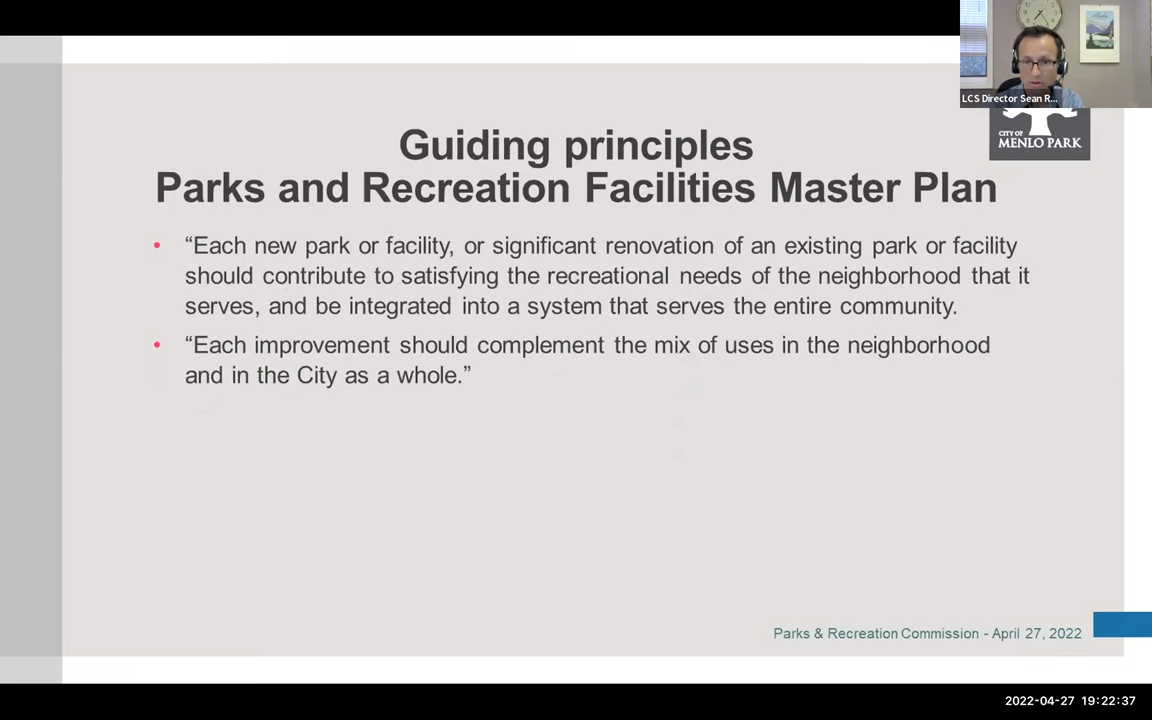 LCS Director Sean R...
CITY OF
MENLO PARK
Guiding principles
Parks and Recreation Facilities Master Plan
• “Each new park or facility, or significant renovation of an existing park or facility
should contribute to satisfying the recreational needs of the neighborhood that it
serves, and be integrated into a system that serves the entire community.
• “Each improvement should complement the mix of uses in the neighborhood
and in the City as a whole.”
Parks & Recreation Commission - April 27, 2022
2022-04-27 19:22:37